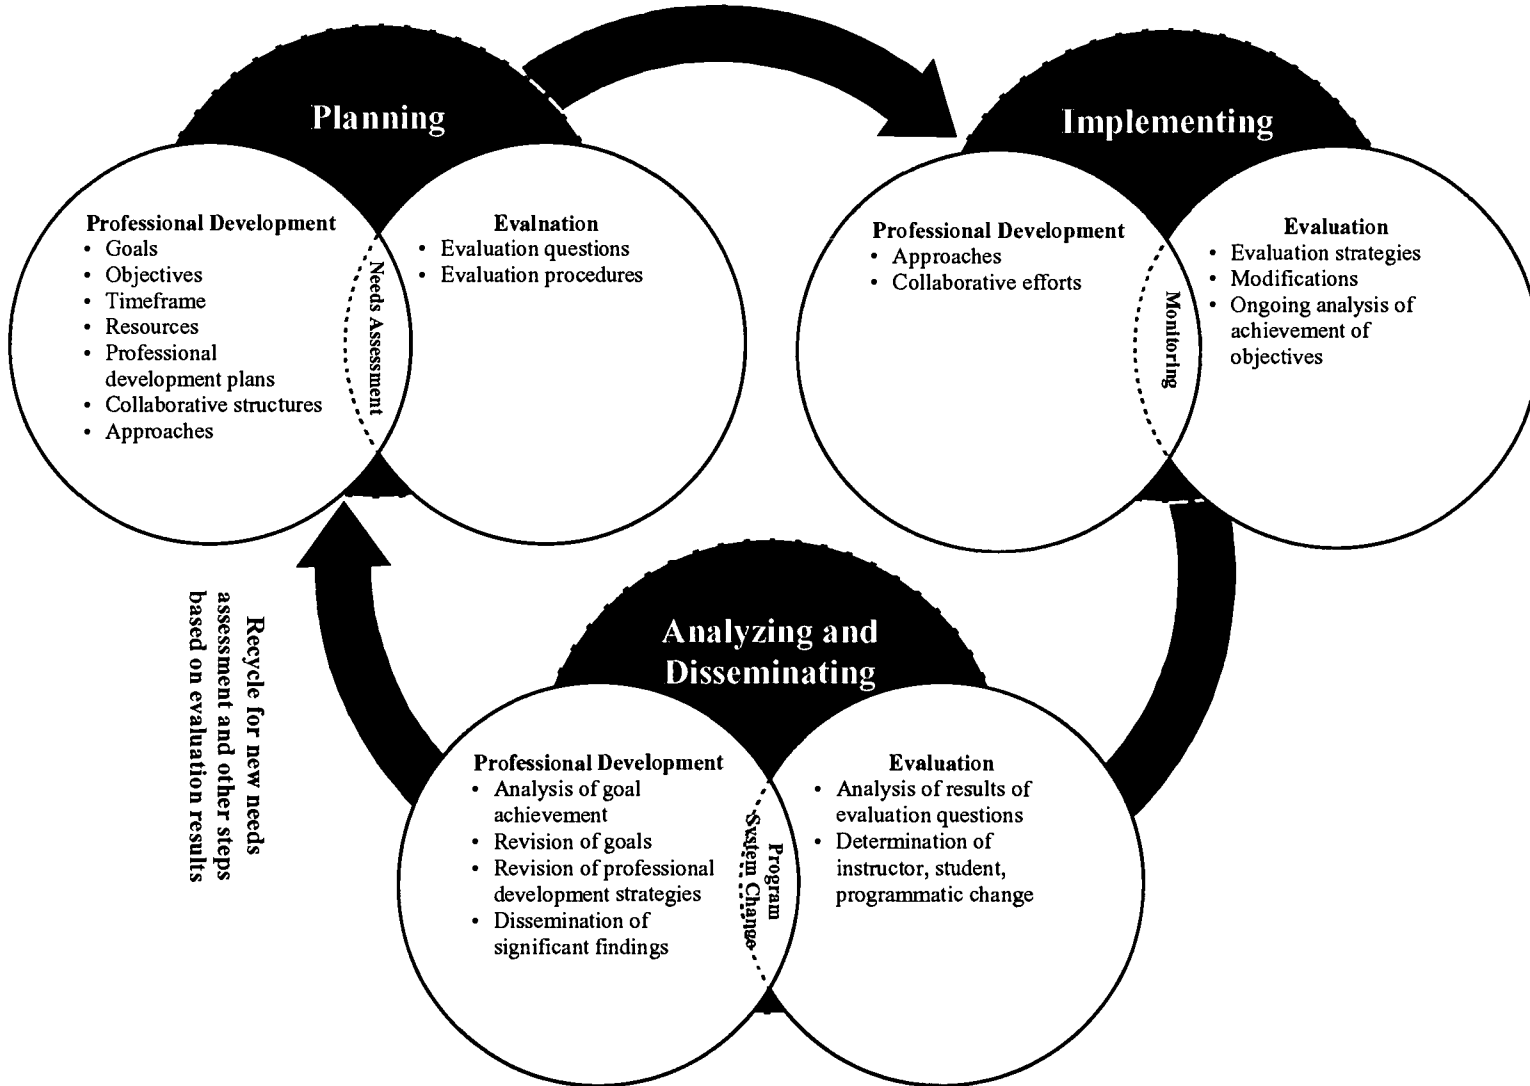 Planning
Professional Development
• Goals
• Objectives
• Timeframe
• Resources
• Professional
development plans
• Collaborative structures
• Approaches
Needs Assessment
Evalnation
• Evaluation questions
• Evaluation procedures
Implementing
Professional Development
• Approaches
• Collaborative efforts
Monitoring
Evaluation
• Evaluation strategies
• Modifications
• Ongoing analysis of
achievement of
objectives
Analyzing and
Disseminating
Professional Development
• Analysis of goal
achievement
• Revision of goals
• Revision of professional
development strategies
• Dissemination of
significant findings
Program
System Change
Evaluation
• Analysis of results of
evaluation questions
• Determination of
instructor, student,
programmatic change
Recycle for new needs
assessment and other steps
based on evaluation results